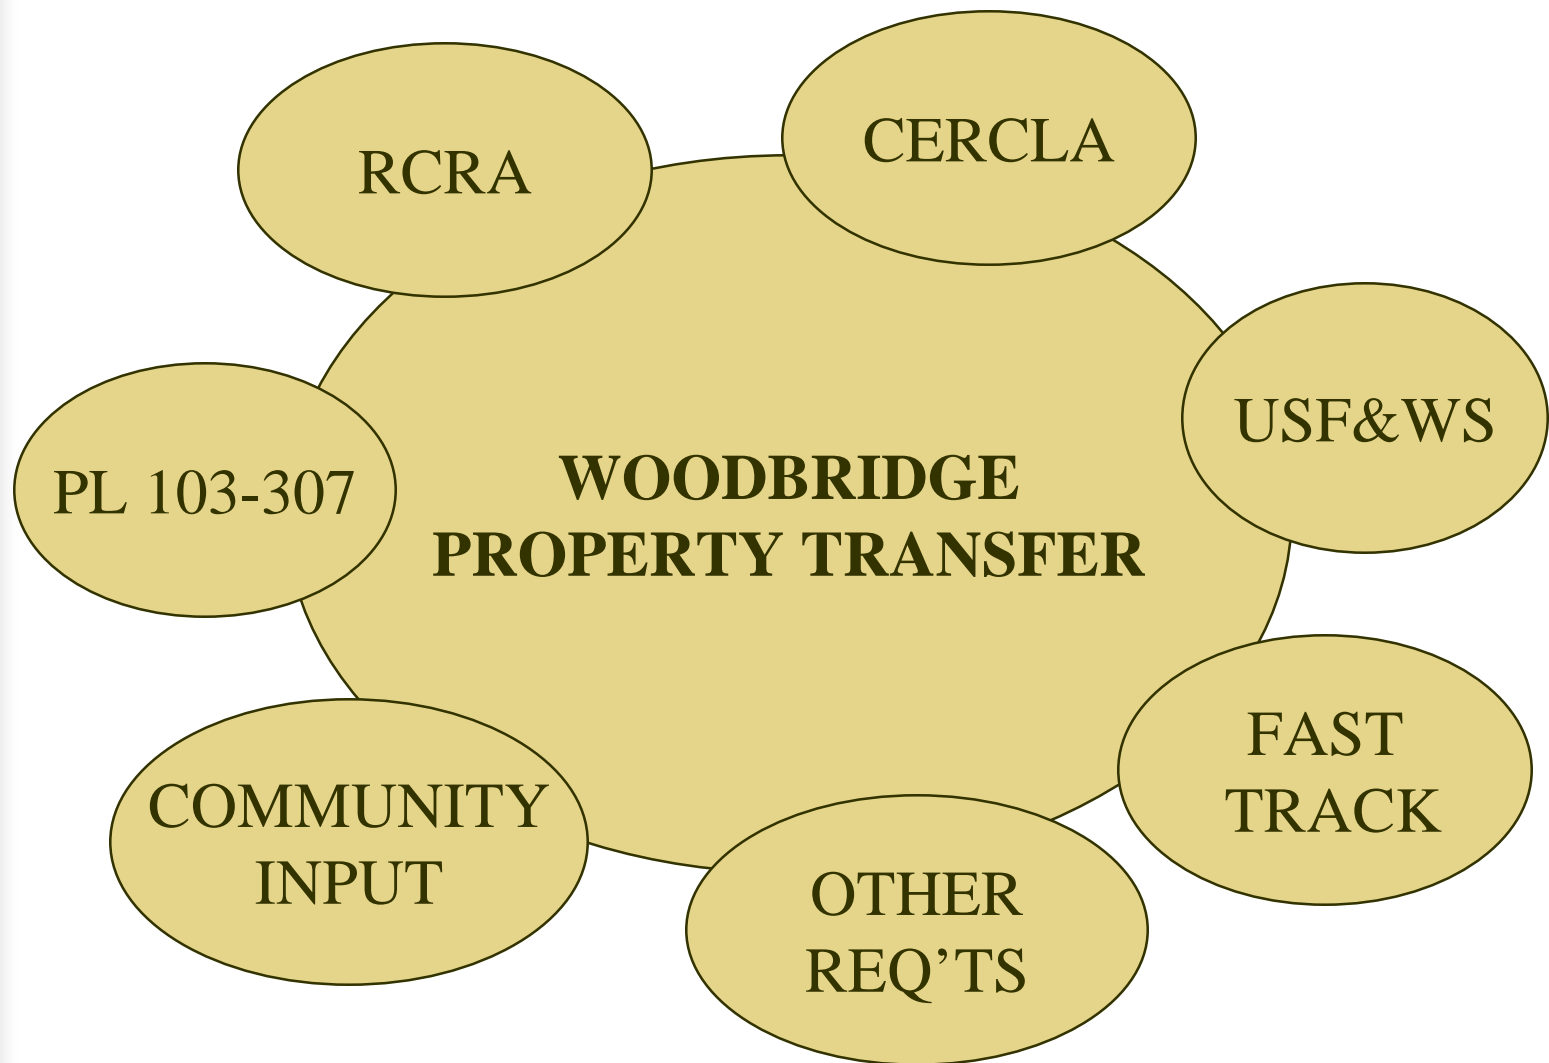 CERCLA
RCRA
USF&WS
PL 103-307
WOODBRIDGE
PROPERTY TRANSFER
FAST
TRACK
COMMUNITY
INPUT
OTHER
REQ’TS